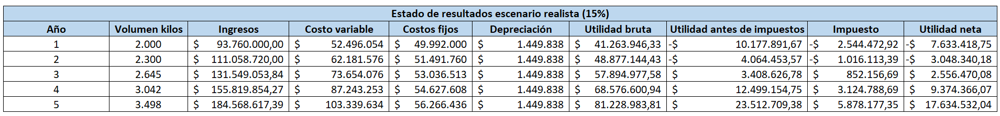 Estado de resultados escenario realista (15%)
Año Volumen kilos Ingresos Costo variable Costos fijos Depreciación Utilidad bruta Utilidad antes de impuestos Impuesto Utilidad neta
1 2.000 $ 93.760.000,00 $ 52.496.054 $ 49.992.000 $ 1.449.838 $ 41.263.946,33 -$ 10.177.891,67 -$ 2.544.472,92 -$ 7.633.418,75
2 2.300 $ 111.058.720,00 $ 62.181.576 $ 51.491.760 $ 1.449.838 $ 48.877.144,43 -$ 4.064.453,57 -$ 1.016.113,39 -$ 3.048.340,18
3 2.645 $ 131.549.053,84 $ 73.654.076 $ 53.036.513 $ 1.449.838 $ 57.894.977,58 $ 3.408.626,78 $ 852.156,69 $ 2.556.470,08
4 3.042 $ 155.819.854,27 $ 87.243.253 $ 54.627.608 $ 1.449.838 $ 68.576.600,94 $ 12.499.154,75 $ 3.124.788,69 $ 9.374.366,07
5 3.498 $ 184.568.617,39 $ 103.339.634 $ 56.266.436 $ 1.449.838 $ 81.228.983,81 $ 23.512.709,38 $ 5.878.177,35 $ 17.634.532,04